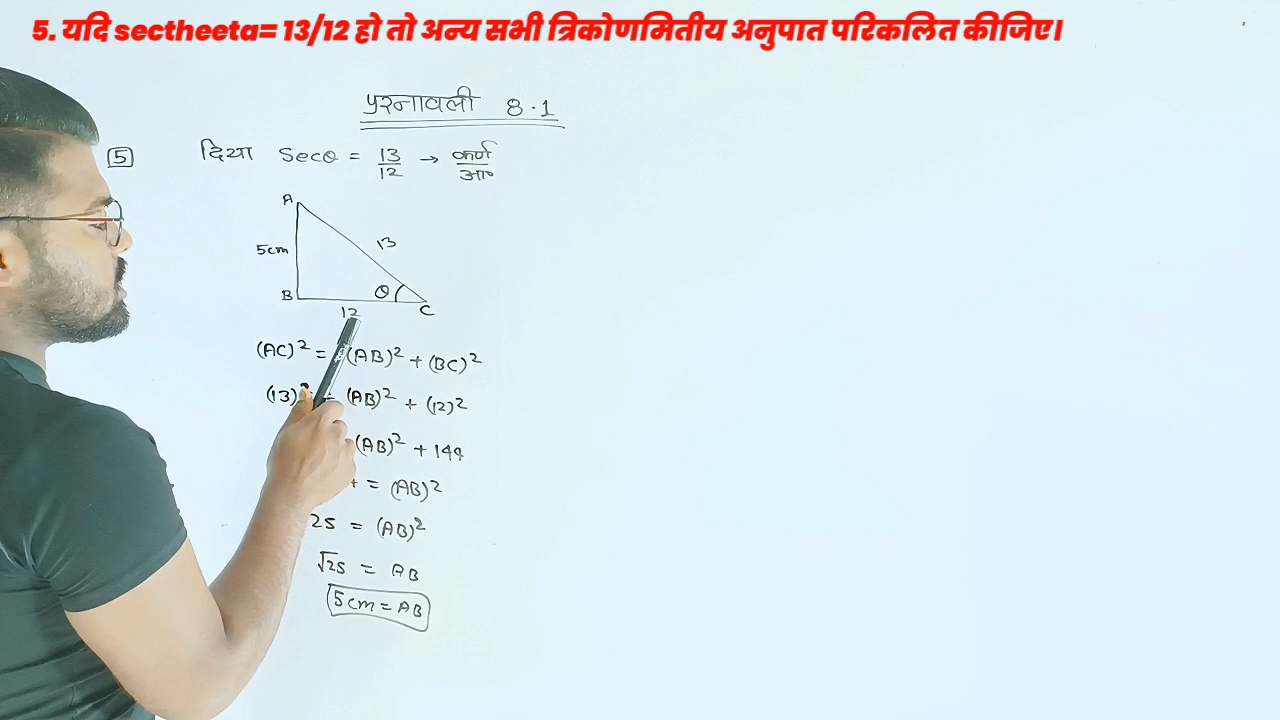 5. यदि sectheeta= 13/12 हो तो अन्य सभी त्रिकोणमितीय अनुपात परिकलित कीजिए।
प्रश्नावली 8.1
5 दिया Secθ = 13/12 → कर्ण/आ०
A
5cm 13
B θ C
12
(AC)² = (AB)² + (BC)²
(13)² = (AB)² + (12)²
(AB)² + 144
= (AB)²
25 = (AB)²
√25 = AB
5cm = AB